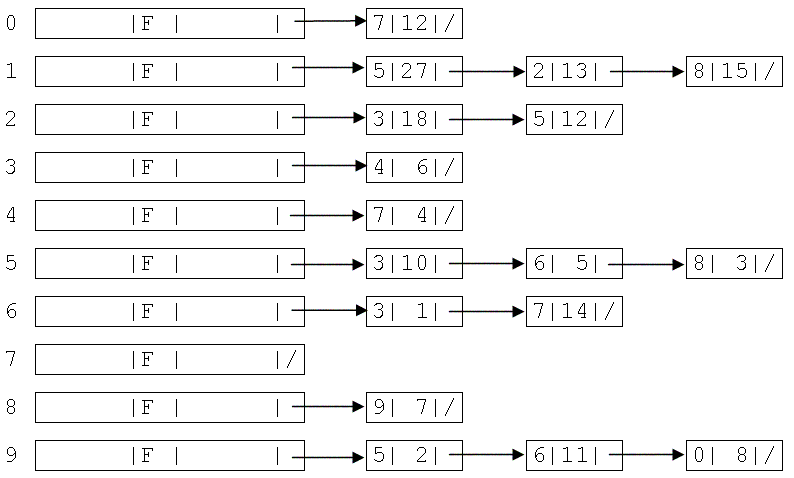 0 |F | | 7|12|/
1 |F | | 5|27| 2|13| 8|15|/
2 |F | | 3|18| 5|12|/
3 |F | | 4| 6|/
4 |F | | 7| 4|/
5 |F | | 3|10| 6| 5| 8| 3|/
6 |F | | 3| 1| 7|14|/
7 |F | |/
8 |F | | 9| 7|/
9 |F | | 5| 2| 6|11| 0| 8|/